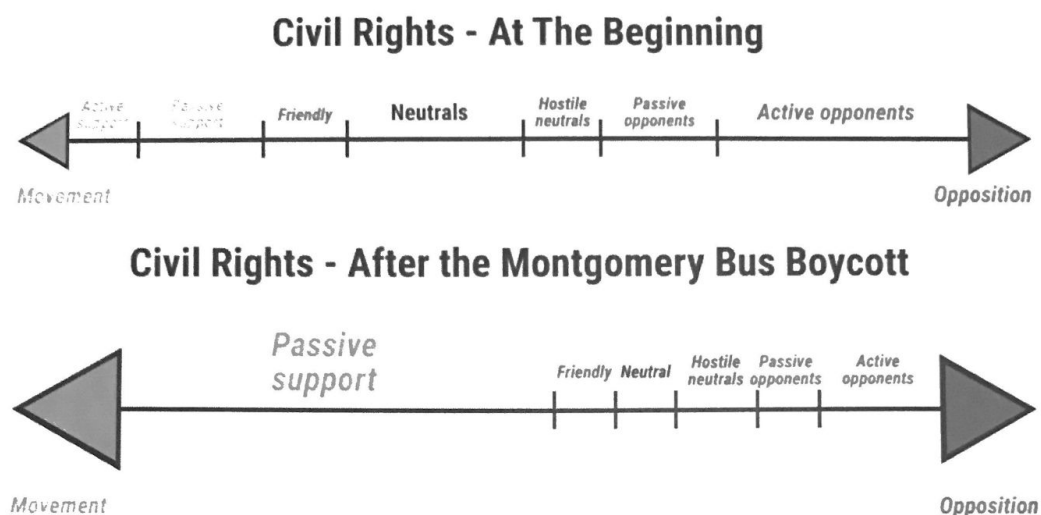 Civil Rights - At The Beginning
Active support
Passive support
Friendly
Neutrals
Hostile neutrals
Passive opponents
Active opponents
Movement
Opposition
Civil Rights - After the Montgomery Bus Boycott
Passive support
Friendly
Neutral
Hostile neutrals
Passive opponents
Active opponents
Movement
Opposition